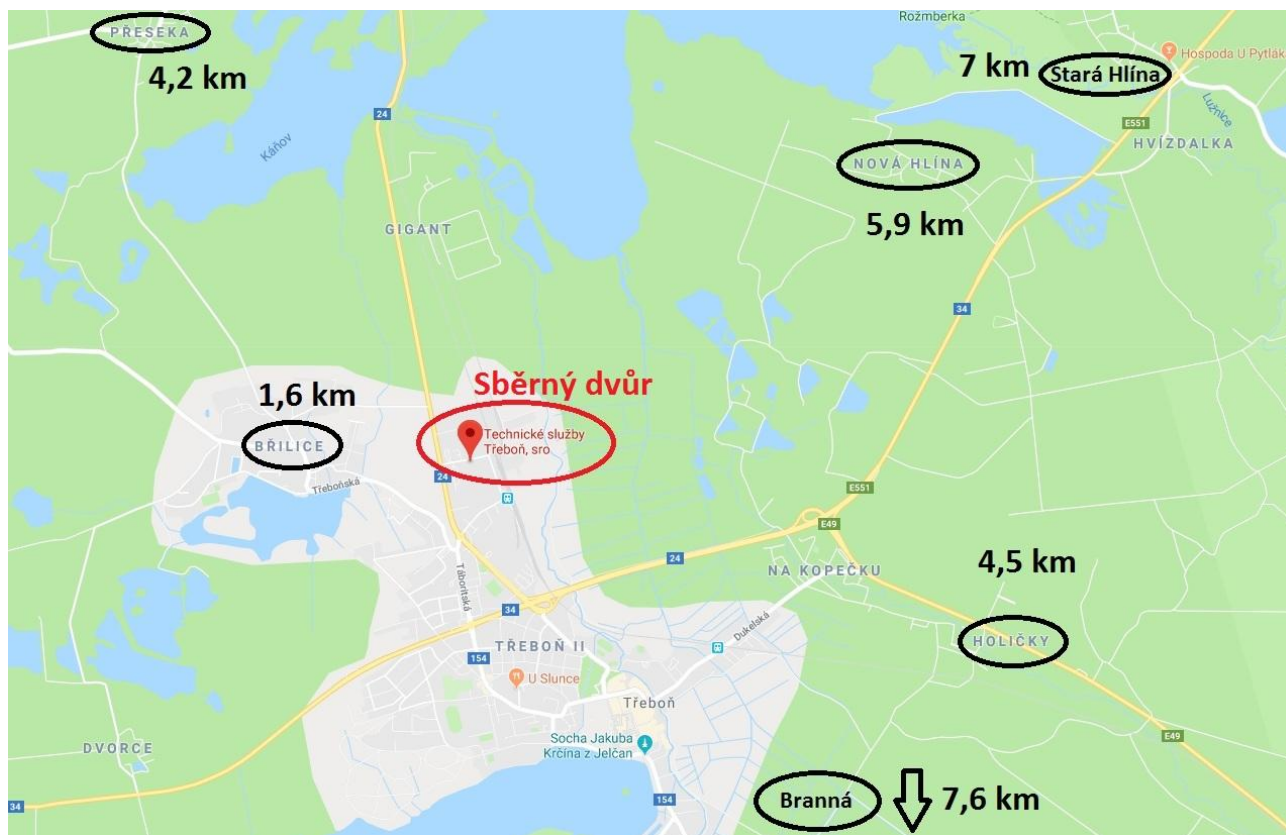 Rožmberka
PŘESEKA
4,2 km
7 km
Stará Hlína
Hospoda U Pytlák
Lužnice
24
E551
HVÍZDALKA
Káňov
NOVÁ HLÍNA
5,9 km
GIGANT
34
Sběrný dvůr
1,6 km
Technické služby
Třeboň, sro
BŘILICE
24
Třeboňská
E551
E49
24
NA KOPEČKU
4,5 km
Táboritská
34
Dukelská
HOLIČKY
TŘEBOŇ II
154
U Slunce
Třeboň
E49
DVORCE
Socha Jakuba
Krčína z Jelčan
34
154
Branná
7,6 km